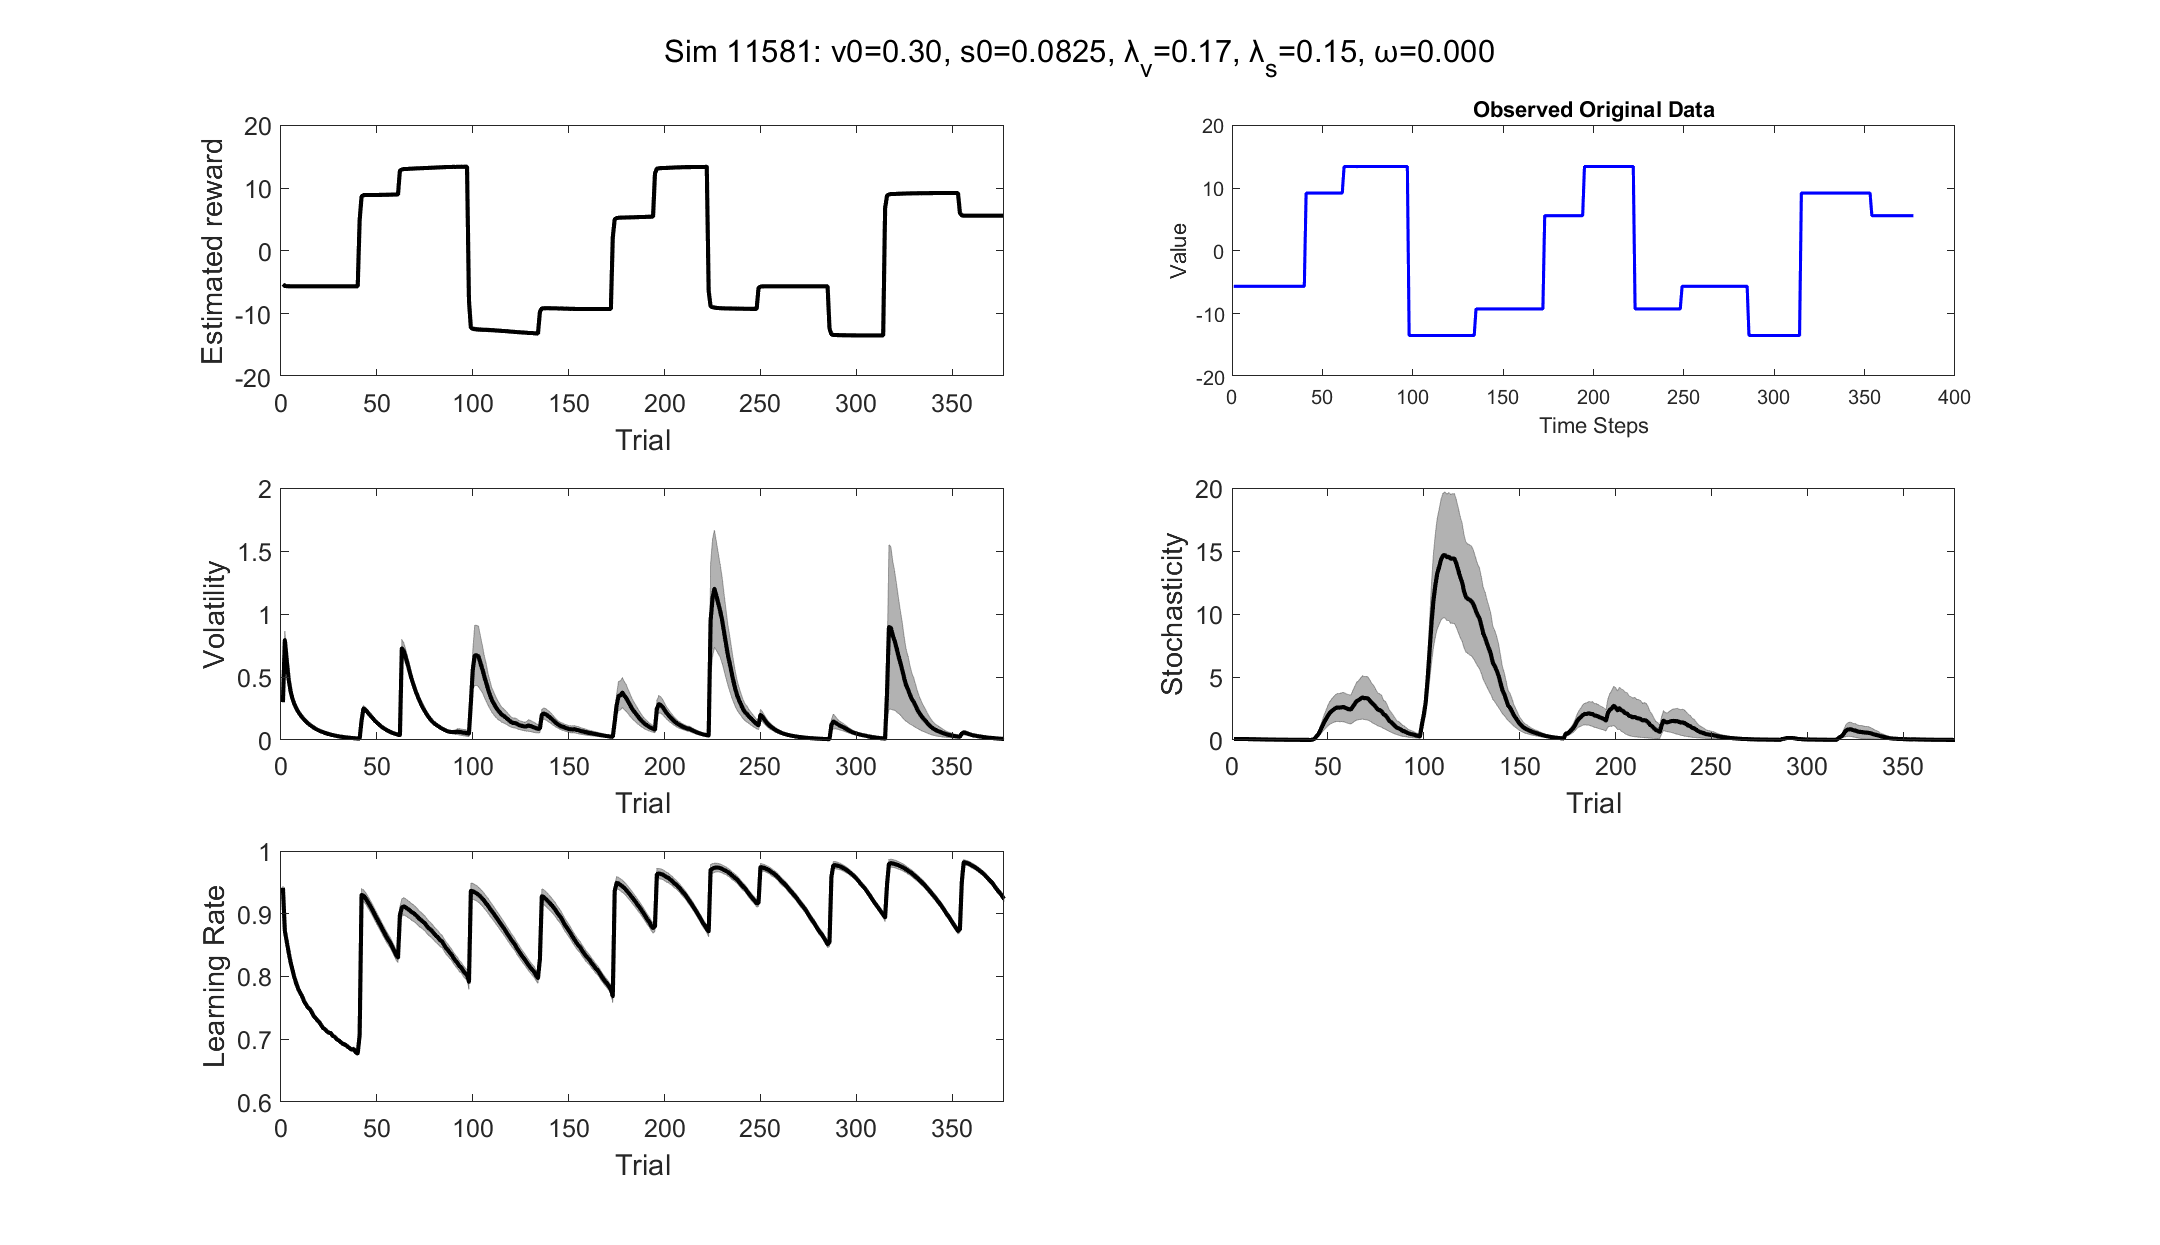 Sim 11581: v0=0.30, s0=0.0825, λ_v=0.17, λ_s=0.15, ω=0.000
20
10
0
-10
-20
Estimated reward
0 50 100 150 200 250 300 350
Trial
Observed Original Data
20
10
0
-10
-20
Value
0 50 100 150 200 250 300 350 400
Time Steps
2
1.5
1
0.5
0
Volatility
0 50 100 150 200 250 300 350
Trial
20
15
10
5
0
Stochasticity
0 50 100 150 200 250 300 350
Trial
1
0.9
0.8
0.7
0.6
Learning Rate
0 50 100 150 200 250 300 350
Trial